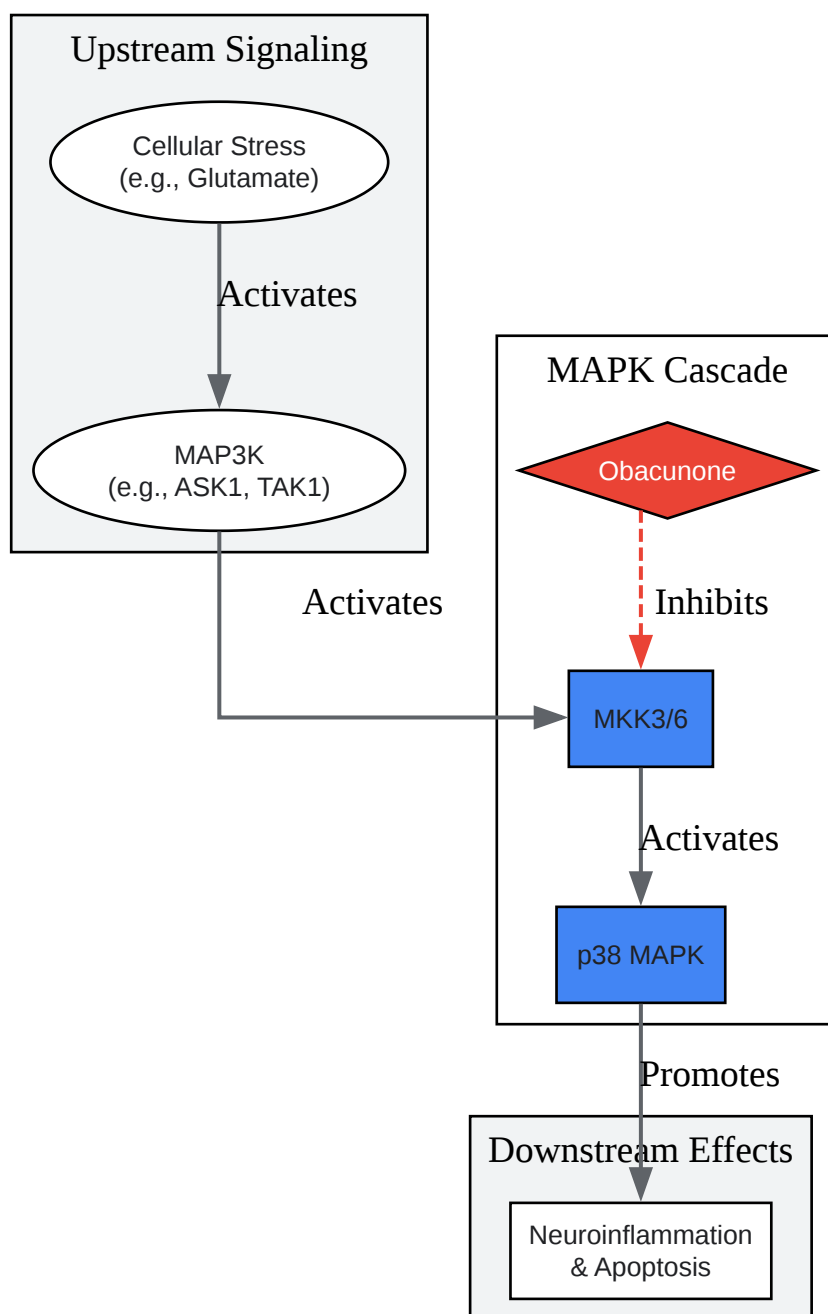 Upstream Signaling
Cellular Stress
(e.g., Glutamate)
Activates
MAP3K
(e.g., ASK1, TAK1)
Activates
MAPK Cascade
Obacunone
Inhibits
MKK3/6
Activates
p38 MAPK
Promotes
Downstream Effects
Neuroinflammation
& Apoptosis